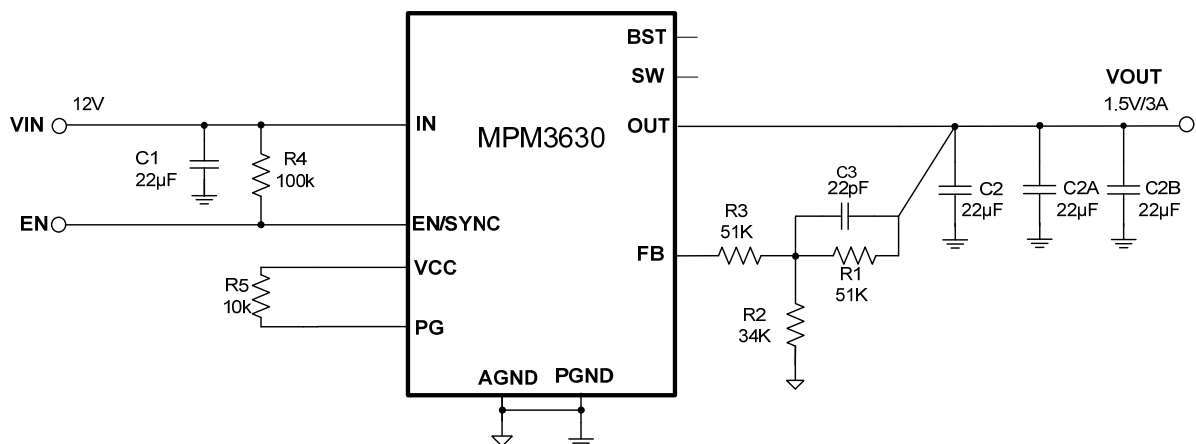 BST
SW
VOUT
12V
1.5V/3A
VIN
IN
MPM3630
OUT
C1
22µF
R4
100k
C3
22pF
C2
22µF
C2A
22µF
C2B
22µF
EN
EN/SYNC
R3
51K
FB
R1
51K
VCC
R5
10k
R2
34K
PG
AGND
PGND